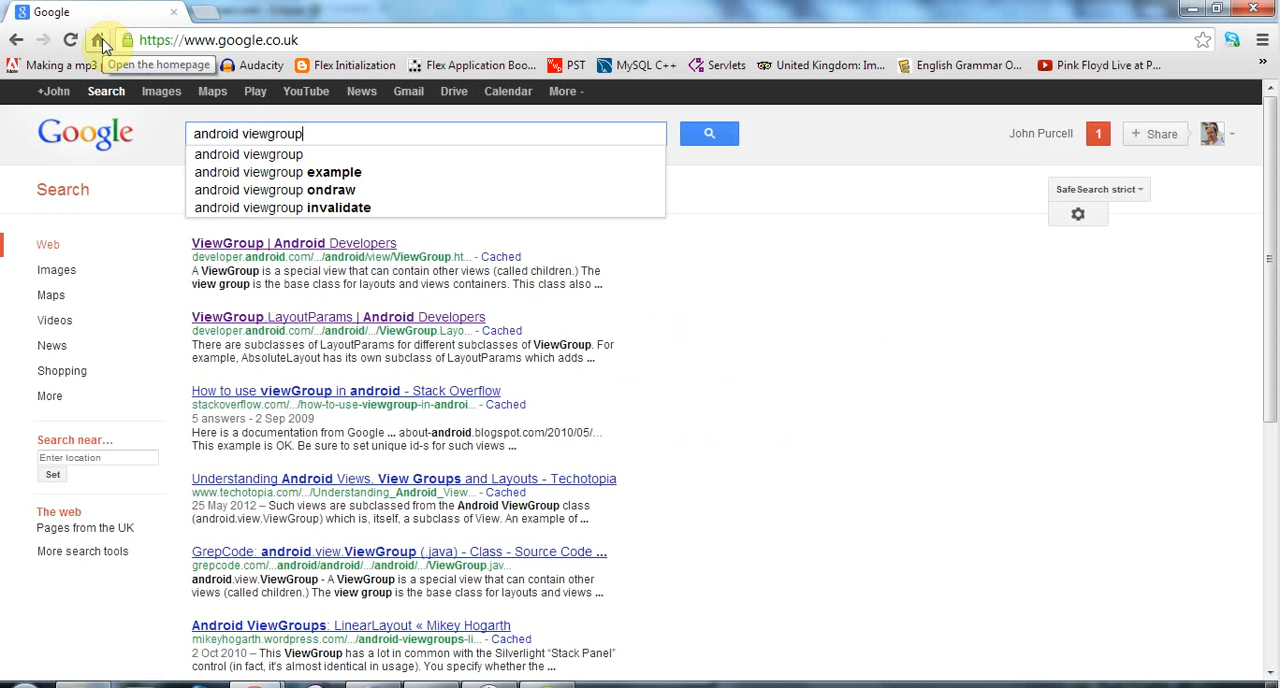 Google
https://www.google.co.uk
Making a mp3
Open the homepage
Audacity
Flex Initialization
Flex Application Boo...
PST
MySQL C++
Servlets
United Kingdom: Im...
English Grammar O...
Pink Floyd Live at P...
+John Search Images Maps Play YouTube News Gmail Drive Calendar More
Google
android viewgroup
John Purcell
1
+ Share
android viewgroup
android viewgroup example
android viewgroup ondraw
android viewgroup invalidate
Search
SafeSearch strict
Web
Images
Maps
Videos
News
Shopping
More
Search near...
Enter location
Set
The web
Pages from the UK
More search tools
ViewGroup | Android Developers
developer.android.com/.../android/view/ViewGroup.ht... - Cached
A ViewGroup is a special view that can contain other views (called children.) The
view group is the base class for layouts and views containers. This class also ...
ViewGroup LayoutParams | Android Developers
developer.android.com/.../android/.../ViewGroup.Layo... - Cached
There are subclasses of LayoutParams for different subclasses of ViewGroup. For
example, AbsoluteLayout has its own subclass of LayoutParams which adds ...
How to use viewGroup in android - Stack Overflow
stackoverflow.com/.../how-to-use-viewgroup-in-androi... - Cached
5 answers - 2 Sep 2009
Here is a documentation from Google ... about-android.blogspot.com/2010/05/...
This example is OK. Be sure to set unique id-s for such views ...
Understanding Android Views, View Groups and Layouts - Techotopia
www.techotopia.com/.../Understanding_Android_View... - Cached
25 May 2012 – Such views are subclassed from the Android ViewGroup class
(android.view.ViewGroup) which is, itself, a subclass of View. An example of ...
GrepCode: android.view.ViewGroup (.java) - Class - Source Code ...
grepcode.com/.../android/android/.../android/.../ViewGroup.jav...
android.view.ViewGroup - A ViewGroup is a special view that can contain other
views (called children.) The view group is the base class for layouts and views ...
Android ViewGroups: LinearLayout « Mikey Hogarth
mikeyhogarth.wordpress.com/.../android-viewgroups-li... - Cached
2 Oct 2010 – This ViewGroup has a lot in common with the Silverlight “Stack Panel”
control (in fact, it's almost identical in usage). You specify whether the ...